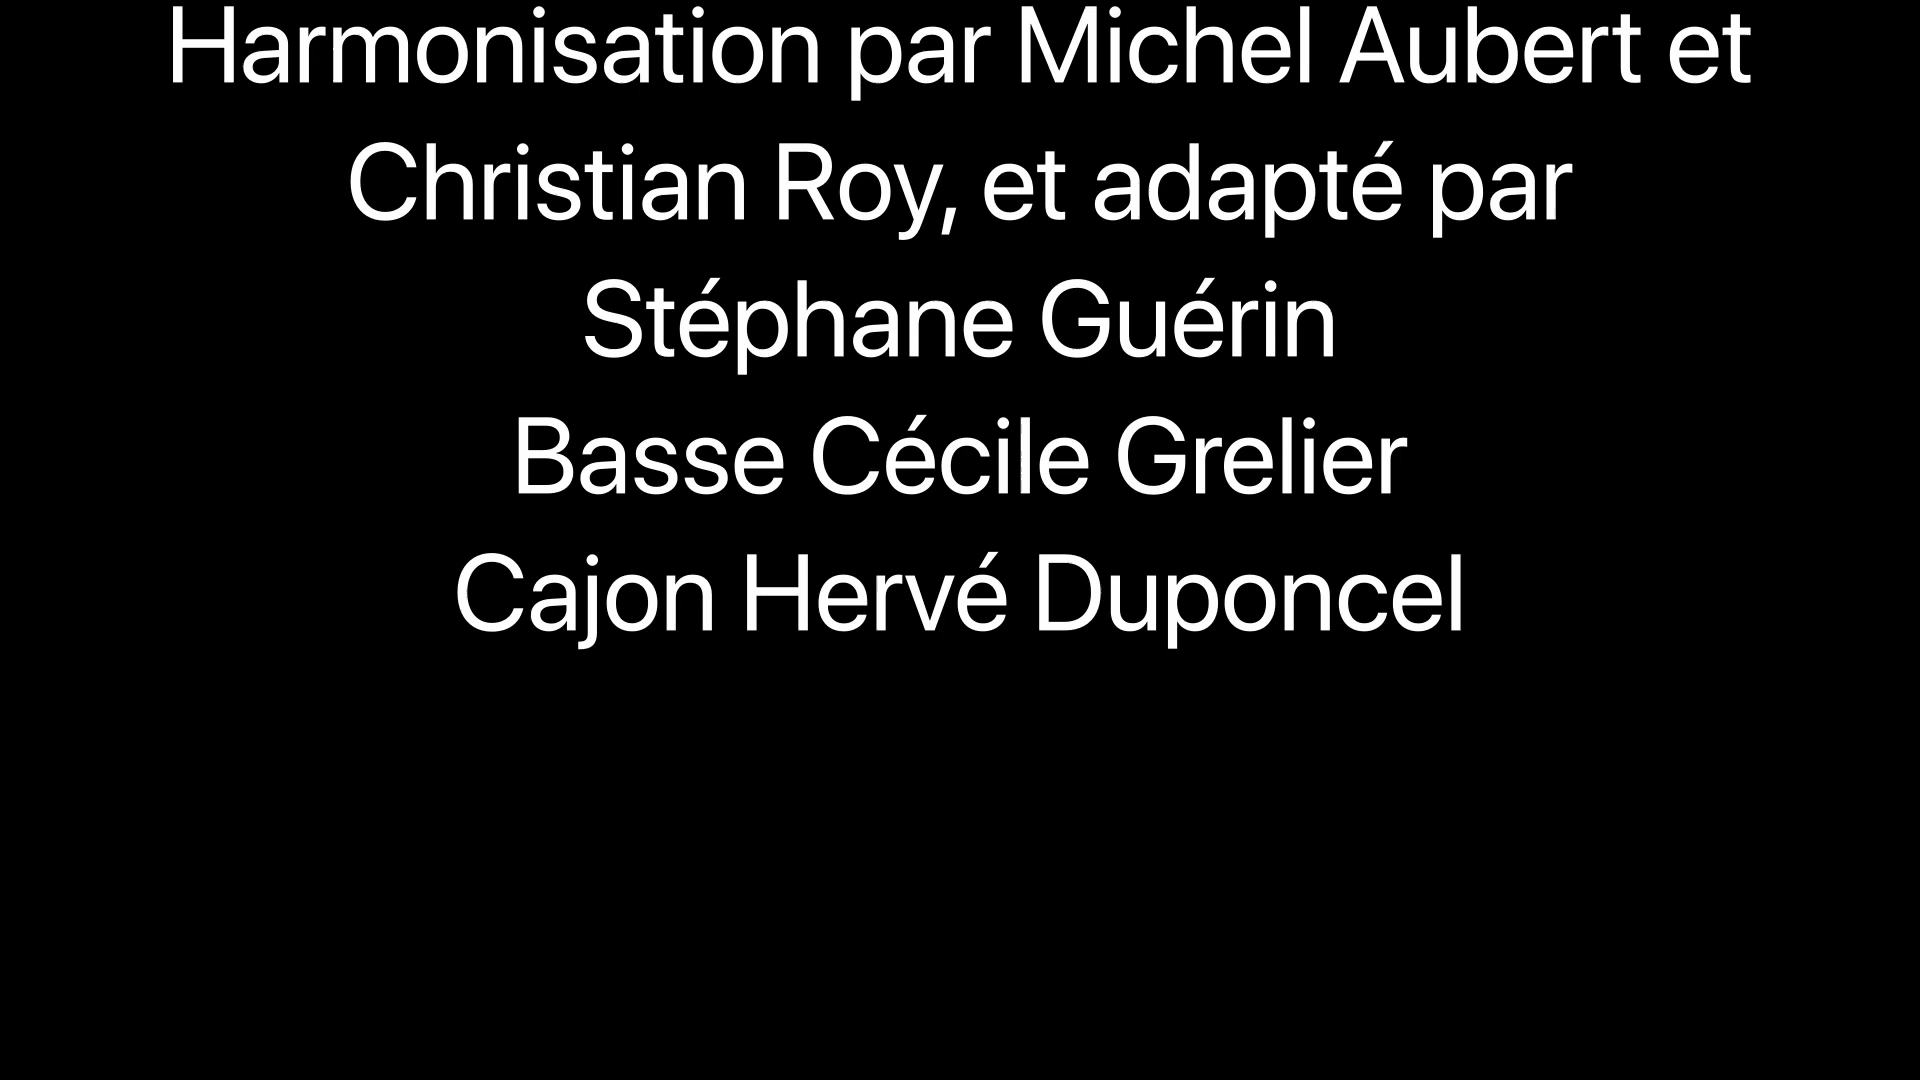 Harmonisation par Michel Aubert et
Christian Roy, et adapté par
Stéphane Guérin
Basse Cécile Grelier
Cajon Hervé Duponcel